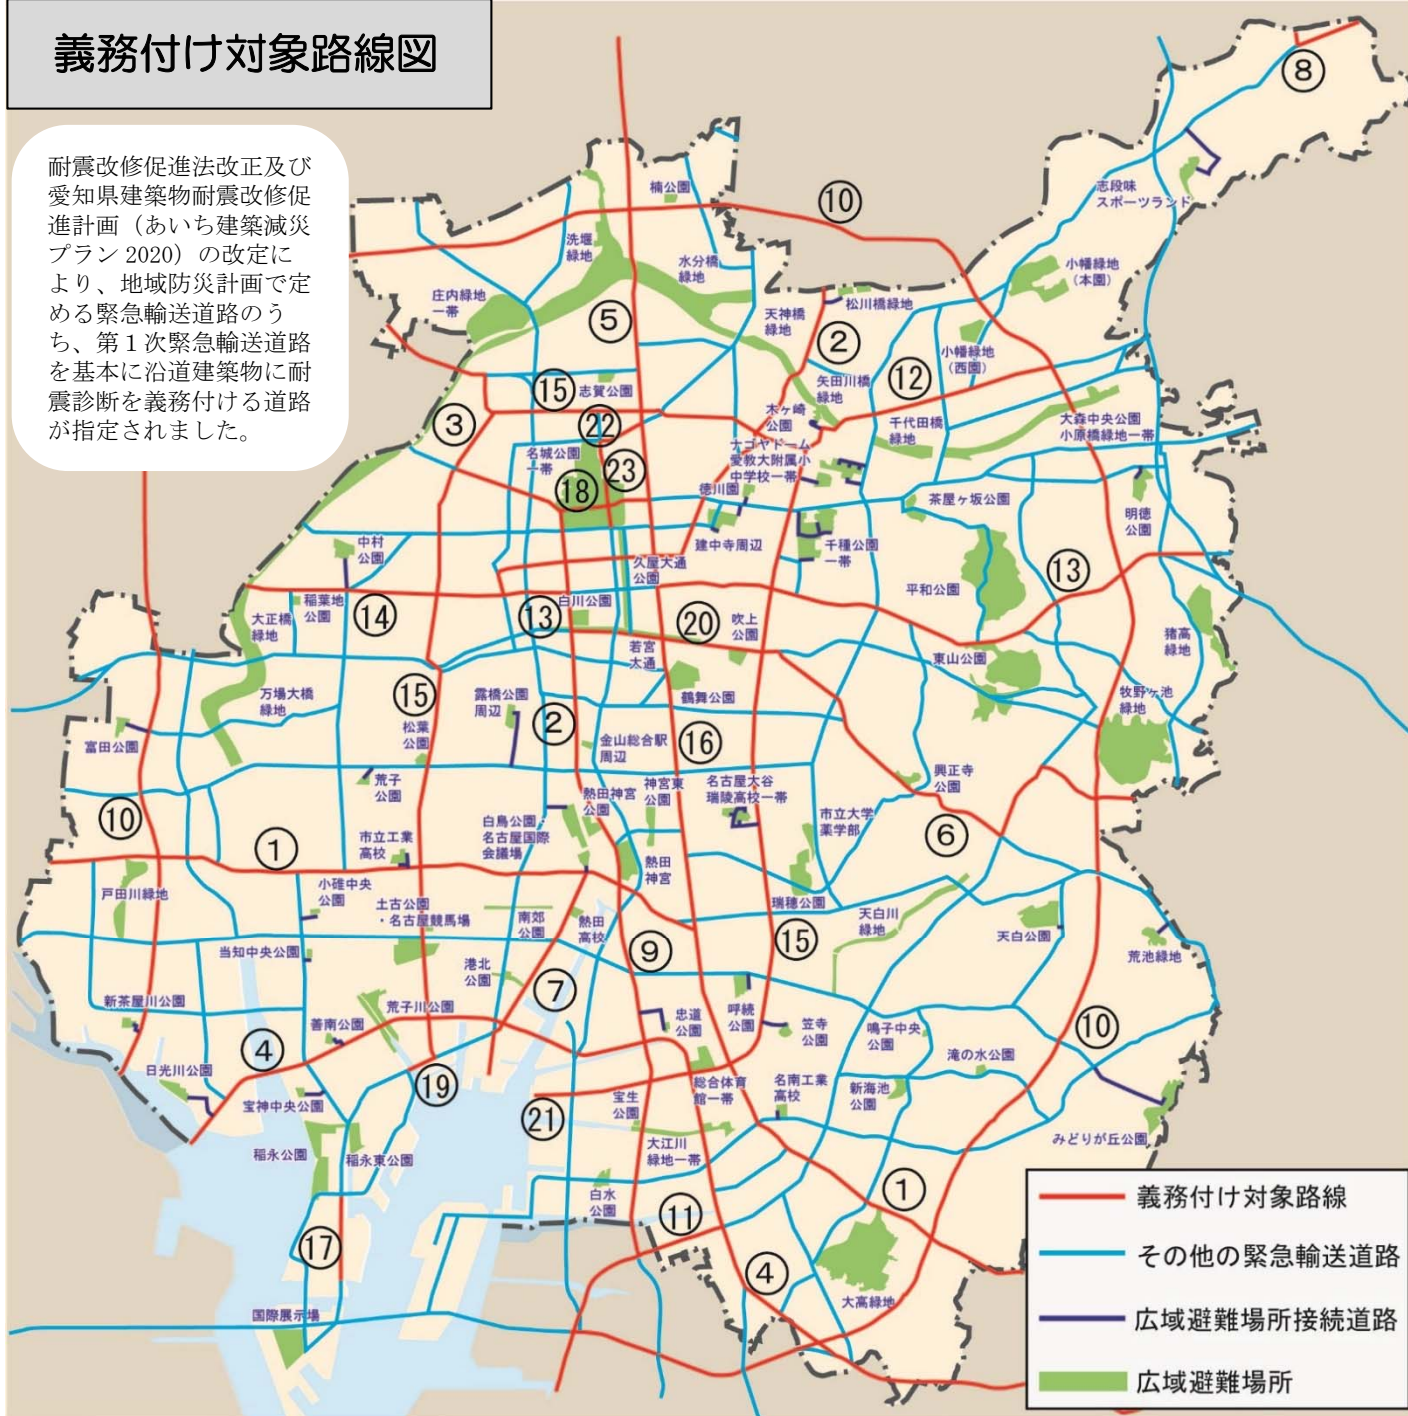 義務付け対象路線図
耐震改修促進法改正及び
愛知県建築物耐震改修促
進計画（あいち建築減災
プラン 2020）の改定に
より、地域防災計画で定
める緊急輸送道路のう
ち、第１次緊急輸送道路
を基本に沿道建築物に耐
震診断を義務付ける道路
が指定されました。
⑧
志段味
スポーツランド
楠公園
⑩
洗堰
緑地
水分橋
緑地
小幡緑地
（本園）
庄内緑地
一帯
⑤
天神橋
緑地
松川橋緑地
②
小幡緑地
（西園）
⑫
⑮
志賀公園
矢田川橋
緑地
③
㉒
木ヶ崎
公園
千代田橋
緑地
大森中央公園
小原橋緑地一帯
名城公園
一帯
㉓
ナゴヤドーム
愛教大附属小
中学校一帯
⑱
徳川園
茶屋ヶ坂公園
明徳
公園
中村
公園
建中寺周辺
千種公園
一帯
久屋大通
公園
⑬
平和公園
稲葉地
公園
⑭
⑬
白川公園
大正橋
緑地
⑳
吹上
公園
猪高
緑地
若宮
大通
東山公園
万場大橋
緑地
⑮
露橋公園
周辺
鶴舞公園
牧野ヶ池
緑地
松葉
公園
②
富田公園
金山総合駅
周辺
⑯
荒子
公園
熱田神宮
公園
神宮東
公園
名古屋大谷
瑞陵高校一帯
興正寺
公園
⑩
白鳥公園・
名古屋国際
会議場
市立大学
薬学部
⑥
①
市立工業
高校
熱田
神宮
戸田川緑地
小碓中央
公園
土古公園
・名古屋競馬場
瑞穂公園
南郊
公園
熱田
高校
天白川
緑地
天白公園
当知中央公園
⑨
⑮
荒池緑地
港北
公園
⑦
新茶屋川公園
荒子川公園
善南公園
忠道
公園
呼続
公園
笠寺
公園
鳴子中央
公園
⑩
④
滝の水公園
日光川公園
⑲
宝神中央公園
宝生
公園
総合体育
館一帯
名南工業
高校
新海池
公園
㉑
みどりが丘公園
稲永公園
稲永東公園
大江川
緑地一帯
白水
公園
⑪
①
⑰
④
大高緑地
国際展示場
義務付け対象路線
その他の緊急輸送道路
広域避難場所接続道路
広域避難場所